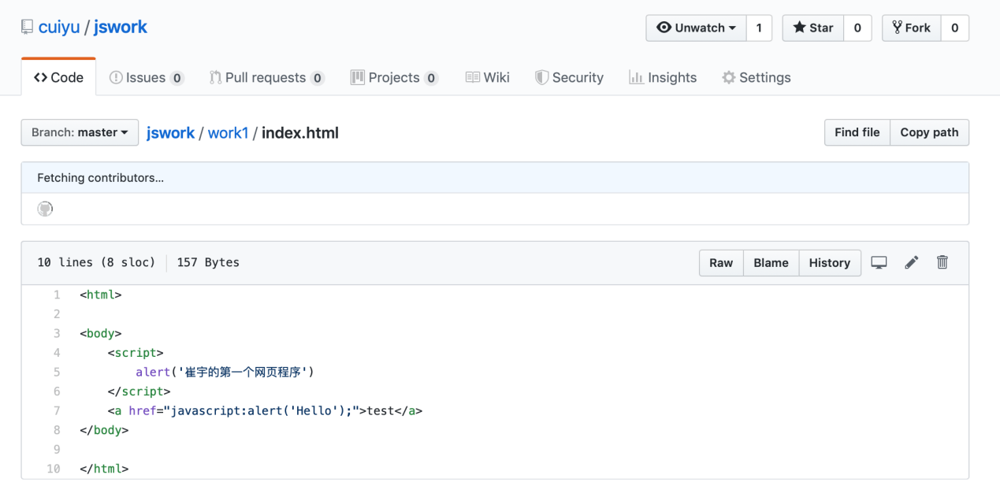 cuiyu / jswork
Unwatch 1 Star 0 Fork 0
Code Issues 0 Pull requests 0 Projects 0 Wiki Security Insights Settings
Branch: master jswork / work1 / index.html Find file Copy path
Fetching contributors...
10 lines (8 sloc) 157 Bytes Raw Blame History
1 <html>
2
3 <body>
4 <script>
5 alert('崔宇的第一个网页程序')
6 </script>
7 <a href="javascript:alert('Hello');">test</a>
8 </body>
9
10 </html>